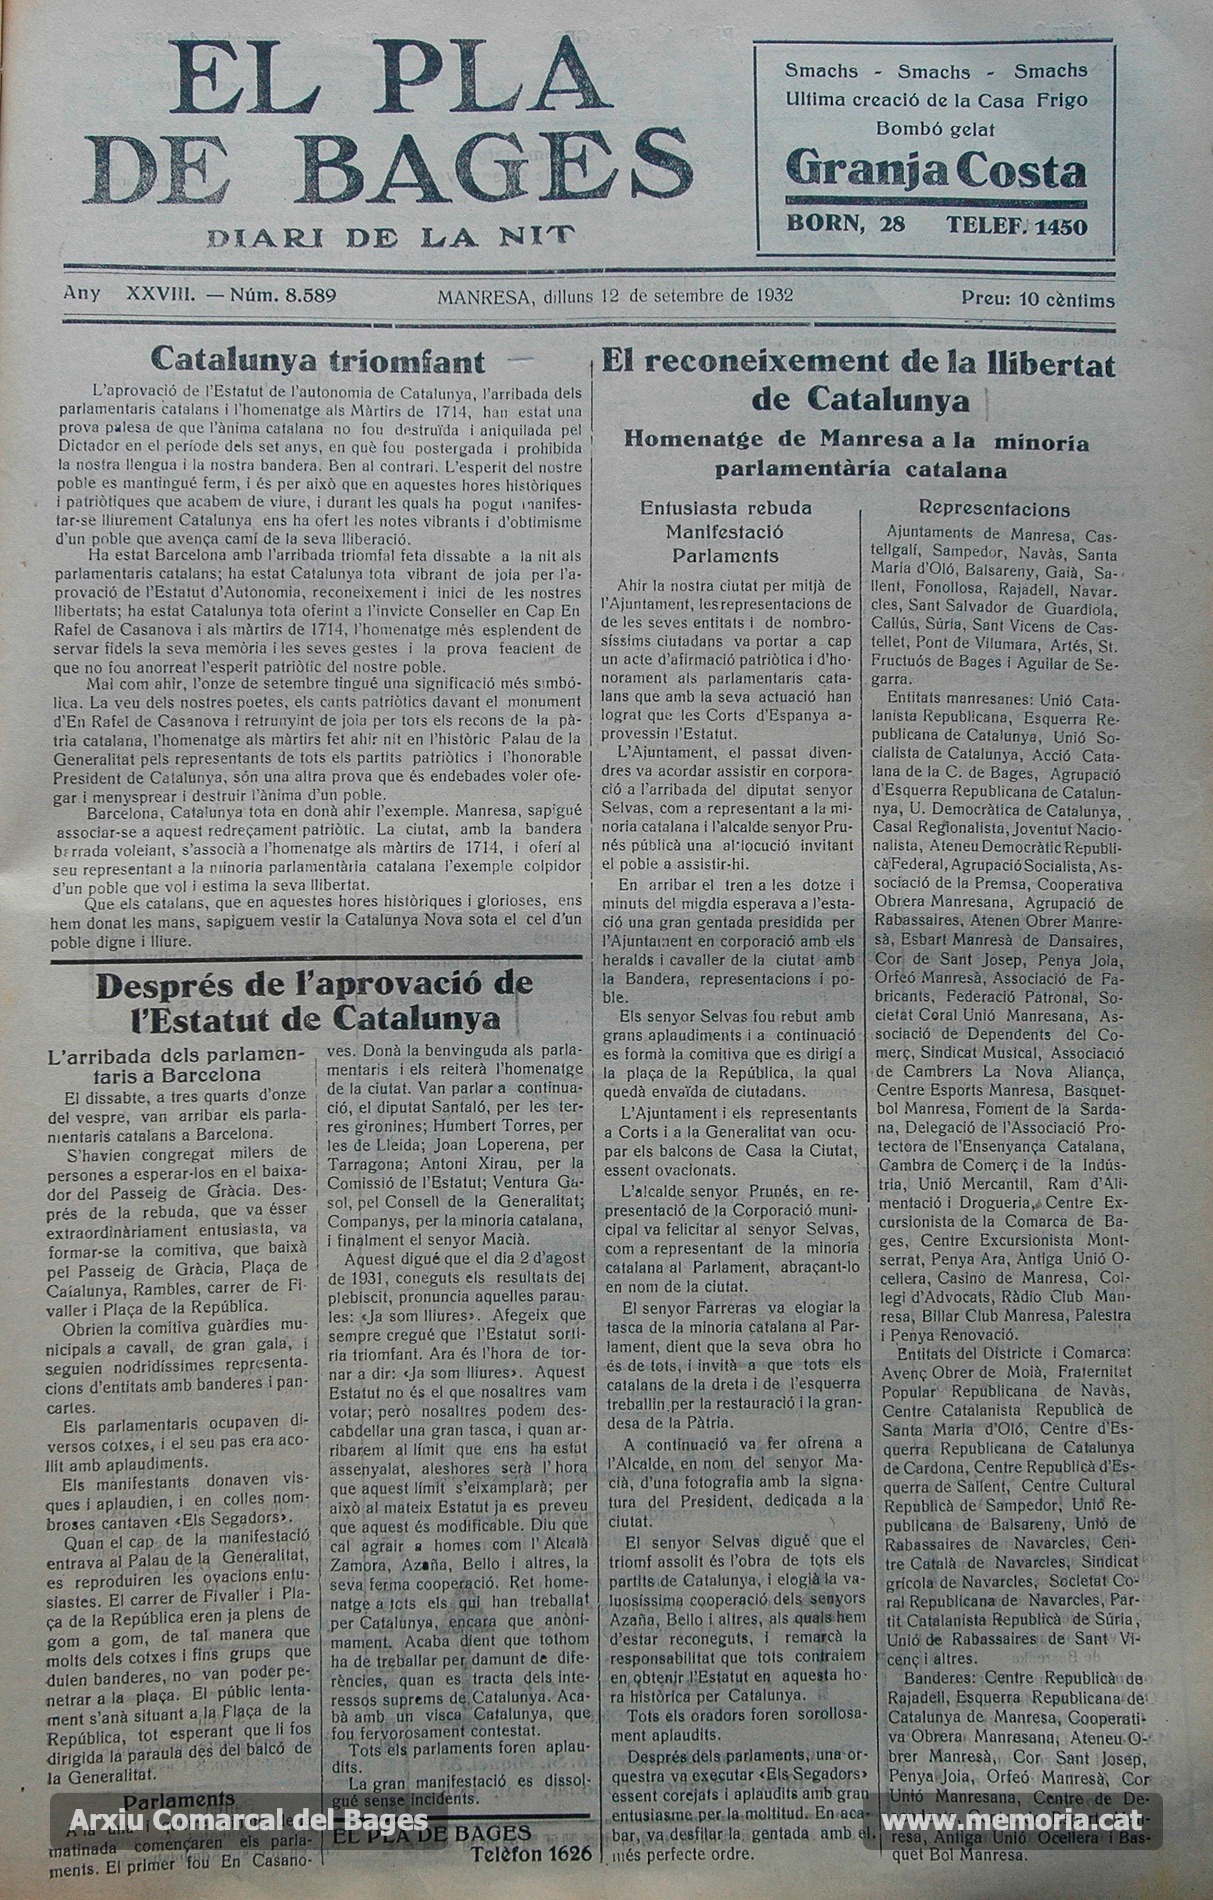 EL PLA
DE BAGES
DIARI DE LA NIT
Smachs - Smachs - Smachs
Ultima creació de la Casa Frigo
Bombó gelat
Granja Costa
BORN, 28 TELEF. 1450
Any XXVIII. — Núm. 8.589
MANRESA, dilluns 12 de setembre de 1932
Preu: 10 cèntims
Catalunya triomfant
L'aprovació de l'Estatut de l'autonomia de Catalunya, l'arribada dels
parlamentaris catalans i l'homenatge als Màrtirs de 1714, han estat una
prova palesa de que l'ànima catalana no fou destruïda i aniquilada pel
Dictador en el període dels set anys, en què fou postergada i prohibida
la nostra llengua i la nostra bandera. Ben al contrari. L'esperit del nostre
poble es mantingué ferm, i és per això que en aquestes hores històriques
i patriòtiques que acabem de viure, i durant les quals ha pogut manifes-
tar-se lliurement Catalunya ens ha ofert les notes vibrants i d'obtimisme
d'un poble que avença camí de la seva lliberació.
Ha estat Barcelona amb l'arribada triomfal feta dissabte a la nit als
parlamentaris catalans; ha estat Catalunya tota vibrant de joia per l'a-
provació de l'Estatut d'Autonomia, reconeixement i inici de les nostres
llibertats; ha estat Catalunya tota oferint a l'invicte Conseller en Cap En
Rafel de Casanova i als màrtirs de 1714, l'homenatge més esplendent de
servar fidels la seva memòria i les seves gestes i la prova feacient de
que no fou anorreat l'esperit patriòtic del nostre poble.
Mai com ahir, l'onze de setembre tingué una significació més simbó-
lica. La veu dels nostres poetes, els cants patriòtics davant el monument
d'En Rafel de Casanova i retrunyint de joia per tots els recons de la pà-
tria catalana, l'homenatge als màrtirs fet ahir nit en l'històric Palau de la
Generalitat pels representants de tots els partits patriòtics i l'honorable
President de Catalunya, són una altra prova que és endebades voler ofe-
gar i menysprear i destruir l'ànima d'un poble.
Barcelona, Catalunya tota en donà ahir l'exemple. Manresa, sapigué
associar-se a aquest redreçament patriòtic. La ciutat, amb la bandera
barrada voleiant, s'associà a l'homenatge als màrtirs de 1714, i oferí al
seu representant a la minoria parlamentària catalana l'exemple colpidor
d'un poble que vol i estima la seva llibertat.
Que els catalans, que en aquestes hores històriques i glorioses, ens
hem donat les mans, sapiguem vestir la Catalunya Nova sota el cel d'un
poble digne i lliure.
Després de l'aprovació de
l'Estatut de Catalunya
L'arribada dels parlamen-
taris a Barcelona
El dissabte, a tres quarts d'onze
del vespre, van arribar els parla-
mentaris catalans a Barcelona.
S'havien congregat milers de
persones a esperar-los en el baixa-
dor del Passeig de Gràcia. Des-
prés de la rebuda, que va ésser
extraordinàriament entusiasta, va
formar-se la comitiva, que baixà
pel Passeig de Gràcia, Plaça de
Catalunya, Rambles, carrer de Fi-
valler i Plaça de la República.
Obrien la comitiva guàrdies mu-
nicipals a cavall, de gran gala, i
seguien nodridíssimes representa-
cions d'entitats amb banderes i pan-
cartes.
Els parlamentaris ocupaven di-
versos cotxes, i el seu pas era aco-
llit amb aplaudiments.
Els manifestants donaven vis-
ques i aplaudien, i en colles nom-
broses cantaven «Els Segadors».
Quan el cap de la manifestació
entrava al Palau de la Generalitat,
es reproduïren les ovacions entu-
siastes. El carrer de Fivaller i Pla-
ça de la República eren ja plens de
gom a gom, de tal manera que
molts dels cotxes i fins grups que
duien banderes, no van poder pe-
netrar a la plaça. El públic lenta-
ment s'anà situant a la Plaça de la
República, tot esperant que li fos
dirigida la paraula des del balcó de
la Generalitat.
Parlaments
matinada començaren els parla-
ments. El primer fou En Casano-
ves. Donà la benvinguda als parla-
mentaris i els reiterà l'homenatge
de la ciutat. Van parlar a continua-
ció, el diputat Santaló, per les ter-
res gironines; Humbert Torres, per
les de Lleida; Joan Loperena, per
Tarragona; Antoni Xirau, per la
Comissió de l'Estatut; Ventura Ga-
sol, pel Consell de la Generalitat;
Companys, per la minoria catalana,
i finalment el senyor Macià.
Aquest digué que el dia 2 d'agost
de 1931, coneguts els resultats del
plebiscit, pronuncia aquelles parau-
les: «Ja som lliures». Afegeix que
sempre cregué que l'Estatut sorti-
ria triomfant. Ara és l'hora de tor-
nar a dir: «Ja som lliures». Aquest
Estatut no és el que nosaltres vam
votar; però nosaltres podem des-
cabdellar una gran tasca, i quan ar-
ribarem al límit que ens ha estat
assenyalat, aleshores serà l'hora
que aquest límit s'eixamplarà; per
això al mateix Estatut ja es preveu
que aquest és modificable. Diu que
cal agrair a homes com l'Alcalà
Zamora, Azaña, Bello i altres, la
seva ferma cooperació. Ret home-
natge a tots els qui han treballat
per Catalunya, encara que anòni-
mament. Acaba dient que tothom
ha de treballar per damunt de dife-
rències, quan es tracta dels inte-
ressos suprems de Catalunya. Aca-
bà amb un visca Catalunya, que
fou fervorosament contestat.
Tots els parlaments foren aplau-
dits.
La gran manifestació es dissol-
gué sense incidents.
EL PLA DE BAGES
Telèfon 1626
El reconeixement de la llibertat
de Catalunya
Homenatge de Manresa a la minoria
parlamentària catalana
Entusiasta rebuda
Manifestació
Parlaments
Ahir la nostra ciutat per mitjà de
l'Ajuntament, les representacions de
de les seves entitats i de nombro-
síssims ciutadans va portar a cap
un acte d'afirmació patriòtica i d'ho-
norament als parlamentaris cata-
lans que amb la seva actuació han
lograt que les Corts d'Espanya a-
provessin l'Estatut.
L'Ajuntament, el passat diven-
dres va acordar assistir en corpora-
ció a l'arribada del diputat senyor
Selvas, com a representant a la mi-
noria catalana i l'alcalde senyor Pru-
nés públicà una al·locució invitant
el poble a assistir-hi.
En arribar el tren a les dotze i
minuts del migdia esperava a l'esta-
ció una gran gentada presidida per
l'Ajuntament en corporació amb els
heralds i cavaller de la ciutat amb
la Bandera, representacions i po-
ble.
Els senyor Selvas fou rebut amb
grans aplaudiments i a continuació
es formà la comitiva que es dirigí a
la plaça de la República, la qual
quedà envaïda de ciutadans.
L'Ajuntament i els representants
a Corts i a la Generalitat van ocu-
par els balcons de Casa la Ciutat,
essent ovacionats.
L'alcalde senyor Prunés, en re-
presentació de la Corporació muni-
cipal va felicitar al senyor Selvas,
com a representant de la minoria
catalana al Parlament, abraçant-lo
en nom de la ciutat.
El senyor Farreras va elogiar la
tasca de la minoria catalana al Par-
lament, dient que la seva obra ho
és de tots, i invità a que tots els
catalans de la dreta i de l'esquerra
treballin per la restauració i la gran-
desa de la Pàtria.
A continuació va fer ofrena a
l'Alcalde, en nom del senyor Ma-
cià, d'una fotografia amb la signa-
tura del President, dedicada a la
ciutat.
El senyor Selvas digué que el
triomf assolit és l'obra de tots els
partits de Catalunya, i elogià la va-
luosíssima cooperació dels senyors
Azaña, Bello i altres, als quals hem
d'estar reconeguts, i remarcà la
responsabilitat que tots contraiem
en obtenir l'Estatut en aquesta ho-
ra històrica per Catalunya.
Tots els oradors foren sorollosa-
ment aplaudits.
Després dels parlaments, una or-
questra va executar «Els Segadors»
essent corejats i aplaudits amb gran
entusiasme per la moltitud. En aca-
bar, va desfilar la gentada amb el
més perfecte ordre.
Representacions
Ajuntaments de Manresa, Cas-
tellgalí, Sampedor, Navàs, Santa
Maria d'Oló, Balsareny, Gaià, Sa-
llent, Fonollosa, Rajadell, Navar-
cles, Sant Salvador de Guardiola,
Callús, Súria, Sant Vicens de Cas-
tellet, Pont de Vilumara, Artés, St.
Fructuós de Bages i Aguilar de Se-
garra.
Entitats manresanes: Unió Cata-
lanista Republicana, Esquerra Re-
publicana de Catalunya, Unió So-
cialista de Catalunya, Acció Cata-
lana de la C. de Bages, Agrupació
d'Esquerra Republicana de Catalun-
nya, U. Democràtica de Catalunya,
Casal Regionalista, Joventut Nacio-
nalista, Ateneu Democràtic Republi-
cà Federal, Agrupació Socialista, As-
sociació de la Premsa, Cooperativa
Obrera Manresana, Agrupació de
Rabassaires, Atenen Obrer Manre-
sà, Esbart Manresà de Dansaires,
Cor de Sant Josep, Penya Joia,
Orfeó Manresà, Associació de Fa-
bricants, Federació Patronal, So-
cietat Coral Unió Manresana, As-
sociació de Dependents del Co-
merç, Sindicat Musical, Associació
de Cambrers La Nova Aliança,
Centre Esports Manresa, Basquet-
bol Manresa, Foment de la Sarda-
na, Delegació de l'Associació Pro-
tectora de l'Ensenyança Catalana,
Cambra de Comerç i de la Indús-
tria, Unió Mercantil, Ram d'Ali-
mentació i Drogueria, Centre Ex-
cursionista de la Comarca de Ba-
ges, Centre Excursionista Mont-
serrat, Penya Ara, Antiga Unió O-
cellera, Casino de Manresa, Col-
legi d'Advocats, Ràdio Club Man-
resa, Billar Club Manresa, Palestra
i Penya Renovació.
Entitats del Districte i Comarca:
Avenç Obrer de Moià, Fraternitat
Popular Republicana de Navàs,
Centre Catalanista Republicà de
Santa Maria d'Oló, Centre d'Es-
querra Republicana de Catalunya
de Cardona, Centre Republicà d'Es-
querra de Sallent, Centre Cultural
Republicà de Sampedor, Unió Re-
publicana de Balsareny, Unió de
Rabassaires de Navarcles, Cen-
tre Català de Navarcles, Sindicat
grícola de Navarcles, Societat Co-
ral Republicana de Navarcles, Par-
tit Catalanista Republicà de Súria,
Unió de Rabassaires de Sant Vi-
cenç i altres.
Banderes: Centre Republicà de
Rajadell, Esquerra Republicana de
Catalunya de Manresa, Cooperati-
va Obrera Manresana, Ateneu O-
brer Manresà, Cor Sant Josep,
Penya Joia, Orfeó Manresà, Cor
Unió Manresana, Centre de De-
resa, Antiga Unió Ocellera i Bas-
quet Bol Manresa.
Arxiu Comarcal del Bages
www.memoria.cat